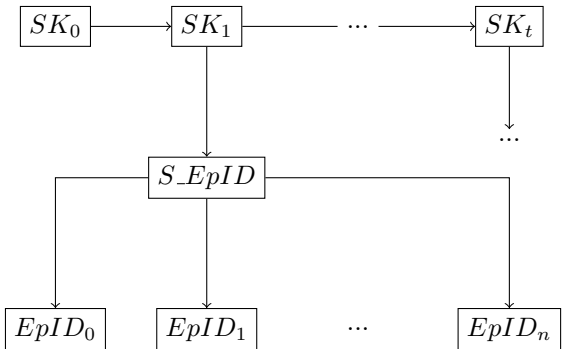 SK₀ SK₁ ... SKₜ
...
S_EpID
EpID₀ EpID₁ ... EpIDₙ